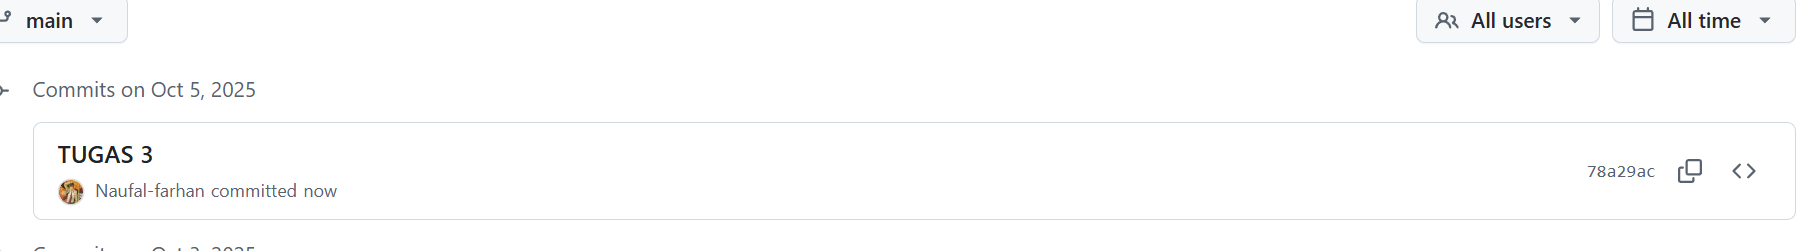 main
All users
All time
Commits on Oct 5, 2025
TUGAS 3
Naufal-farhan committed now
78a29ac